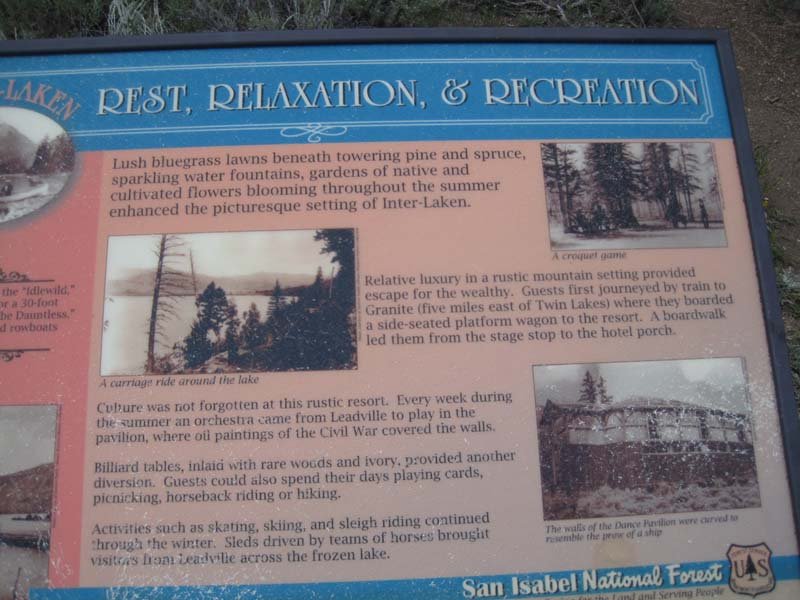 -LAKEN
REST, RELAXATION, & RECREATION
Lush bluegrass lawns beneath towering pine and spruce,
sparkling water fountains, gardens of native and
cultivated flowers blooming throughout the summer
enhanced the picturesque setting of Inter-Laken.
A croquet game
the "Idlewild,"
or a 30-foot
the Dauntless."
d rowboats
A carriage ride around the lake
Relative luxury in a rustic mountain setting provided
escape for the wealthy. Guests first journeyed by train to
Granite (five miles east of Twin Lakes) where they boarded
a side-seated platform wagon to the resort. A boardwalk
led them from the stage stop to the hotel porch.
Culture was not forgotten at this rustic resort. Every week during
the summer an orchestra came from Leadville to play in the
pavilion, where oil paintings of the Civil War covered the walls.
Billiard tables, inlaid with rare woods and ivory, provided another
diversion. Guests could also spend their days playing cards,
picnicking, horseback riding or hiking.
Activities such as skating, skiing, and sleigh riding continued
through the winter. Sleds driven by teams of horses brought
visitors from Leadville across the frozen lake.
The walls of the Dance Pavilion were curved to
resemble the prow of a ship
San Isabel National Forest
for the Land and Serving People
U S